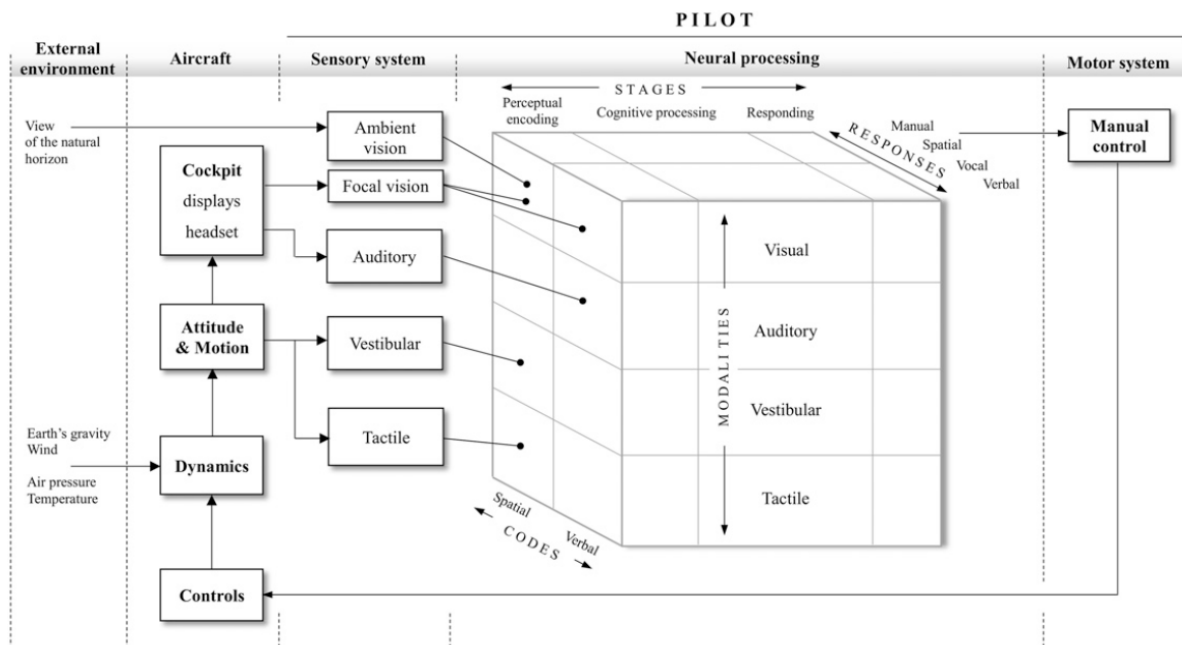 PILOT
External
environment
Aircraft
Sensory system
Neural processing
Motor system
STAGES
Perceptual
encoding
Cognitive processing
Responding
RESPONSES
Manual
Spatial
Vocal
Verbal
View
of the natural
horizon
Ambient
vision
Manual
control
Cockpit
displays
headset
Focal vision
Auditory
Attitude
& Motion
Vestibular
Earth's gravity
Wind
Air pressure
Temperature
Dynamics
Tactile
Controls
MODALITIES
Visual
Auditory
Vestibular
Tactile
Spatial
Verbal
CODES